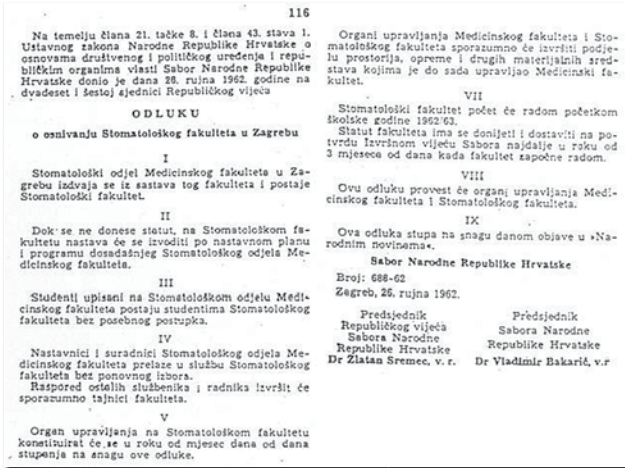 116
Na temelju člana 21. tačke 8. i člana 43. stava 1.
Ustavnog zakona Narodne Republike Hrvatske o
osnovama društvenog i političkog uređenja i repu-
bličkim organima vlasti Sabor Narodne Republike
Hrvatske donio je dana 26. rujna 1962. godine na
dvadeset i šestoj sjednici Republičkog vijeća
ODLUKU
o osnivanju Stomatološkog fakulteta u Zagrebu
I
Stomatološki odjel Medicinskog fakulteta u Za-
grebu izdvaja se iz sastava tog fakulteta i postaje
Stomatološki fakultet.
II
Dok se ne donese statut, na Stomatološkom fa-
kultetu nastava će se izvoditi po nastavnom planu
i programu dosadašnjeg Stomatološkog odjela Me-
dicinskog fakulteta.
III
Studenti upisani na Stomatološkom odjelu Medi-
cinskog fakulteta postaju studentima Stomatološkog
fakulteta bez posebnog postupka.
IV
Nastavnici i suradnici Stomatološkog odjela Me-
dicinskog fakulteta prelaze u službu Stomatološkog
fakulteta bez ponovnog izbora.
Raspored ostalih službenika i radnika izvršit će
sporazumno tajnici fakulteta.
V
Organ upravljanja na Stomatološkom fakultetu
konstituirat će se u roku od mjesec dana od dana
stupanja na snagu ove odluke.
Organi upravljanja Medicinskog fakulteta i Sto-
matološkog fakulteta sporazumno će izvršiti podje-
lu prostorija, opreme i drugih materijalnih sred-
stava kojima je do sada upravljao Medicinski fa-
kultet.
VII
Stomatološki fakultet počet će radom početkom
školske godine 1962/63.
Statut fakulteta ima se donijeti i dostaviti na po-
tvrdu Izvršnom vijeću Sabora najdalje u roku od
3 mjeseca od dana kada fakultet započne radom.
VIII
Ovu odluku provest će organi upravljanja Medi-
cinskog fakulteta i Stomatološkog fakulteta.
IX
Ova odluka stupa na snagu danom objave u »Na-
rodnim novinama«.
Sabor Narodne Republike Hrvatske
Broj: 688-62
Zagreb, 26. rujna 1962.
Predsjednik
Republičkog vijeća
Sabora Narodne
Republike Hrvatske
Dr Zlatan Sremec, v. r.
Predsjednik
Sabora Narodne
Republike Hrvatske
Dr Vladimir Bakarić, v.r